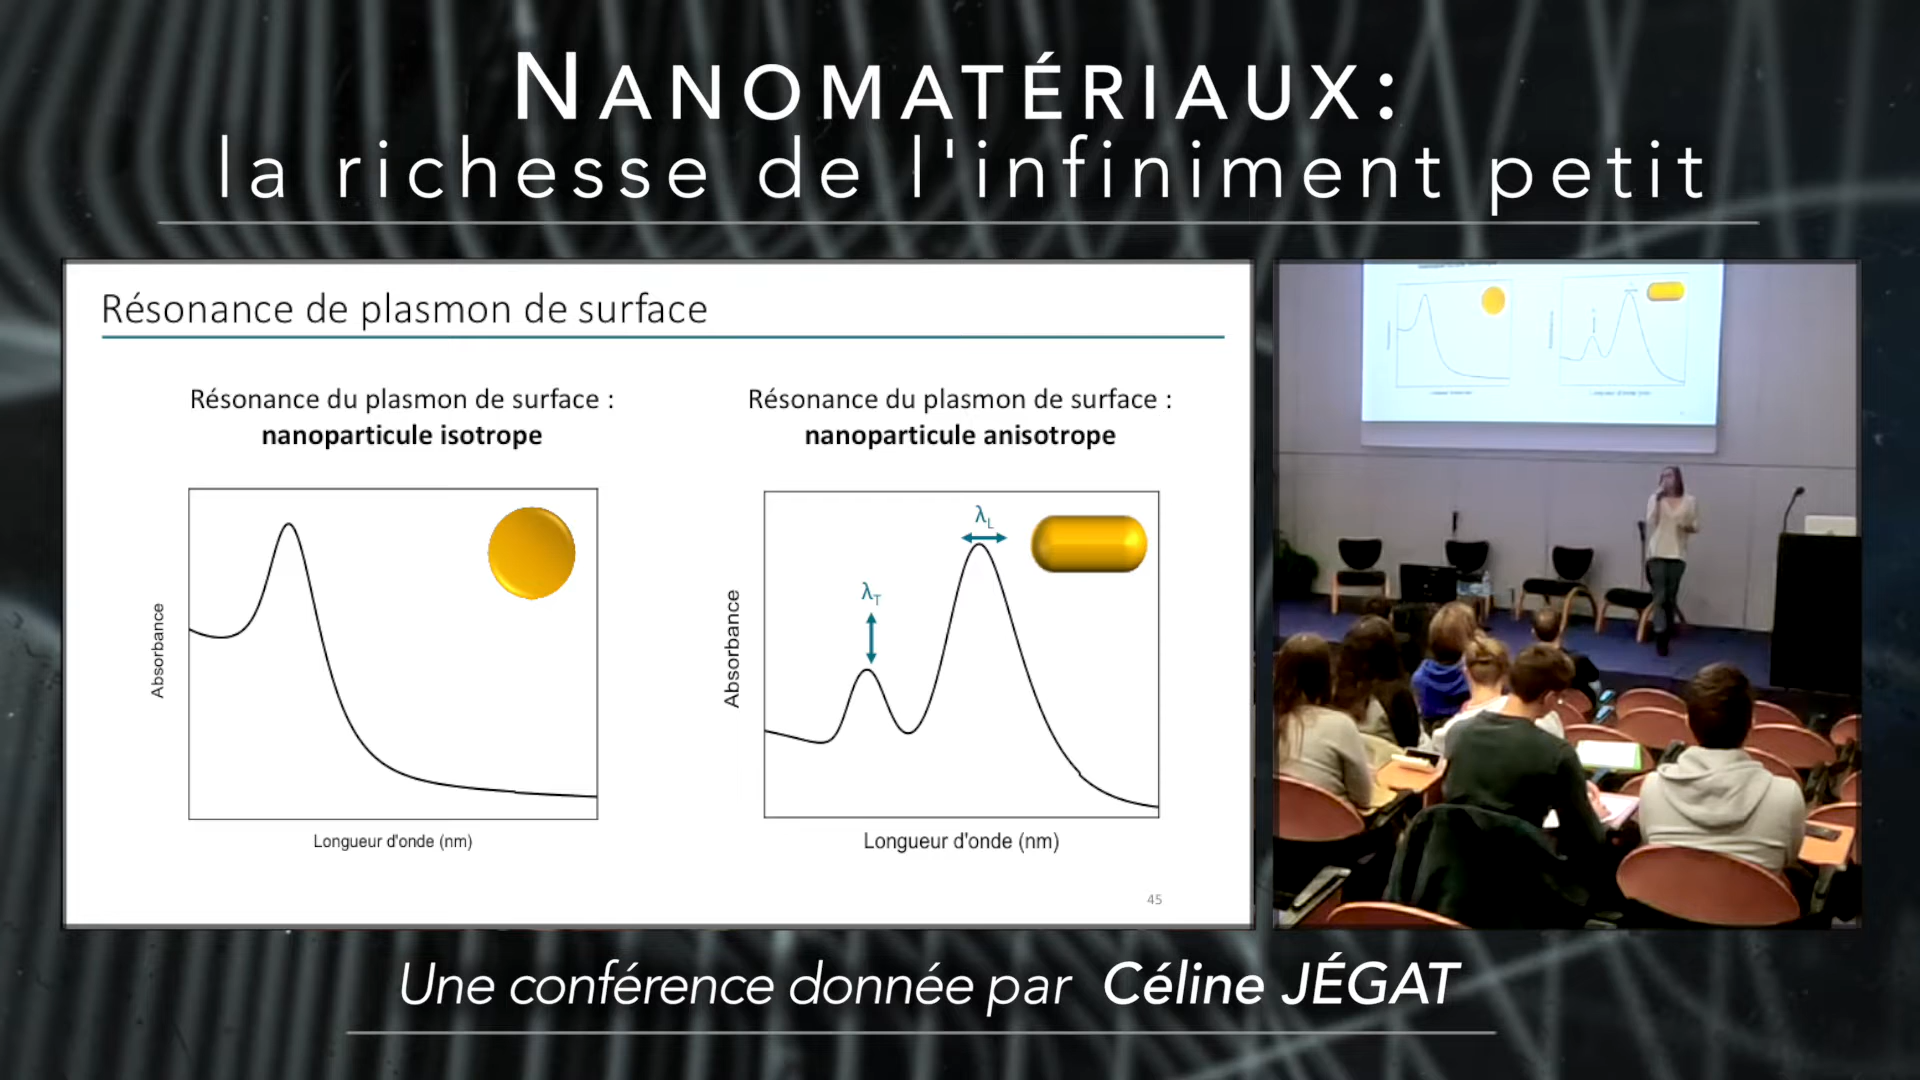 NANOMATÉRIAUX:
la richesse de l'infiniment petit
Résonance de plasmon de surface
Résonance du plasmon de surface :
nanoparticule isotrope
Absorbance
Longueur d'onde (nm)
Résonance du plasmon de surface :
nanoparticule anisotrope
λL
λT
Absorbance
Longueur d'onde (nm)
45
Une conférence donnée par Céline JÉGAT